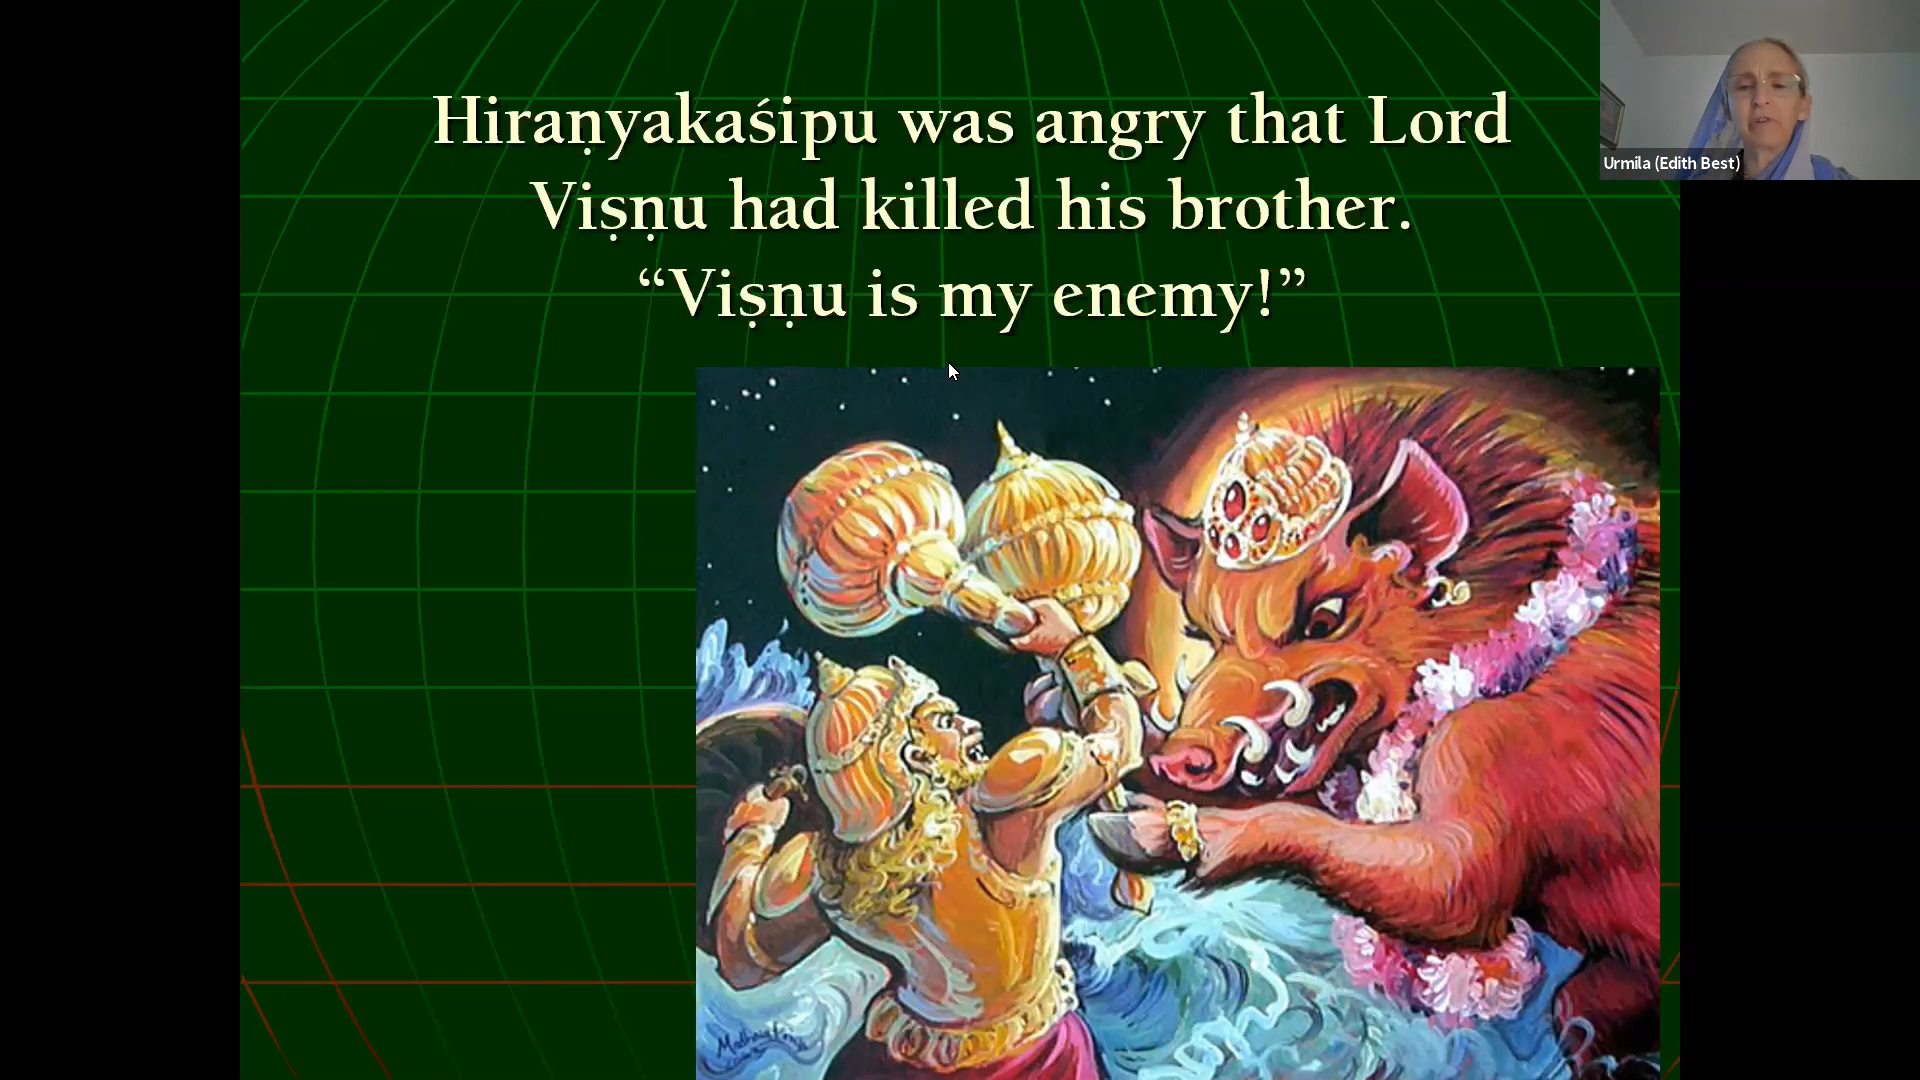 Hiraṇyakaśipu was angry that Lord
Viṣṇu had killed his brother.
“Viṣṇu is my enemy!”
Urmila (Edith Best)